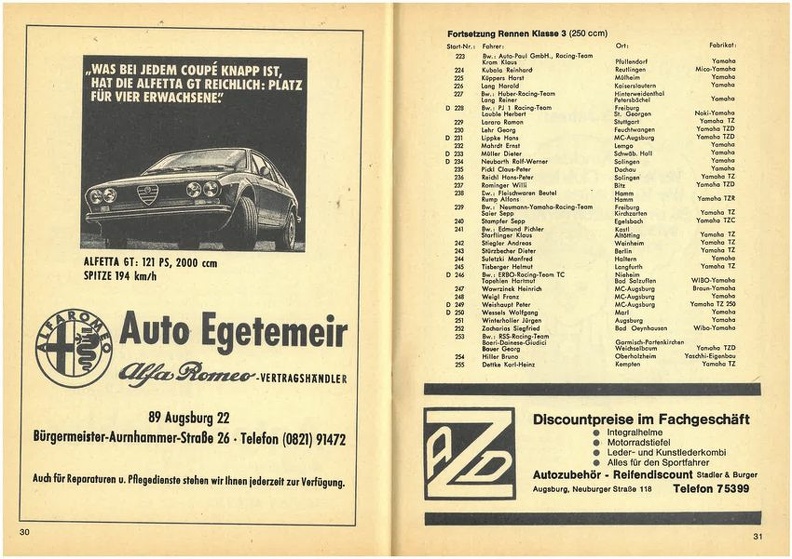 „WAS BEI JEDEM COUPÉ KNAPP IST,
HAT DIE ALFETTA GT REICHLICH: PLATZ
FÜR VIER ERWACHSENE."
ALFETTA GT: 121 PS, 2000 ccm
SPITZE 194 km/h
ALFA ROMEO
Auto Egetemeir
Alfa Romeo-VERTRAGSHÄNDLER
89 Augsburg 22
Bürgermeister-Aurnhammer-Straße 26 · Telefon (0821) 91472
Auch für Reparaturen u. Pflegedienste stehen wir Ihnen jederzeit zur Verfügung.
30
Fortsetzung Rennen Klasse 3 (250 ccm)
Start-Nr.: Fahrer: Ort: Fabrikat:
223 Bw.: Auto-Paul GmbH., Racing-Team
Krom Klaus Pfullendorf Yamaha
224 Kubala Reinhard Reutlingen Mico-Yamaha
225 Küppers Horst Mülheim Yamaha
226 Lang Harald Kaiserslautern Yamaha
227 Bw.: Huber-Racing-Team Hinterweidenthal
Lang Reiner Petersbächel Yamaha
D 228 Bw.: PJ 1 Racing-Team Freiburg
Lauble Herbert St. Georgen Noki-Yamaha
229 Lararo Ramon Stuttgart Yamaha TZ
230 Lehr Georg Feuchtwangen Yamaha TZD
D 231 Lippke Hans MC-Augsburg Yamaha TZD
232 Mahrdt Ernst Lemgo Yamaha
D 233 Müller Dieter Schwäb. Hall Yamaha
D 234 Neubarth Ralf-Werner Solingen Yamaha
235 Pickl Claus-Peter Dachau Yamaha
236 Reichl Hans-Peter Solingen Yamaha TZ
237 Rominger Willi Bitz Yamaha TZD
238 Bw.: Fleischwaren Beutel Hamm
Rump Alfons Hamm Yamaha TZR
239 Bw.: Neumann-Yamaha-Racing-Team Freiburg
Saier Sepp Kirchzarten Yamaha TZ
240 Stampfer Sepp Egelsbach Yamaha TZC
241 Bw.: Edmund Pichler Kastl
Starflinger Klaus Altötting Yamaha TZ
242 Stiegler Andreas Weinheim Yamaha TZ
243 Stürzbecher Dieter Berlin Yamaha TZ
244 Suletzki Manfred Haltern Yamaha
245 Tisberger Helmut Langfurth Yamaha TZ
D 246 Bw.: ERBO-Racing-Team TC Nieheim
Tapehlen Hartmut Bad Salzuflen WIBO-Yamaha
247 Wawrzinek Heinrich MC-Augsburg Braun-Yamaha
248 Weigl Franz MC-Augsburg Yamaha
D 249 Weishaupt Peter MC-Augsburg Yamaha TZ 250
D 250 Wessels Wolfgang Marl Yamaha
251 Winterholler Jürgen Augsburg Yamaha
252 Zacharias Siegfried Bad Oeynhausen Wibo-Yamaha
253 Bw.: RSS-Racing-Team
Boeri-Dainese-Giudici Garmisch-Partenkirchen
Bauer Georg Weichselbaum Yamaha TZD
254 Hiller Bruno Oberholzheim Yaschhi-Eigenbau
255 Dettke Karl-Heinz Kempten Yamaha TZ
AZD
Discountpreise im Fachgeschäft
● Integralhelme
● Motorradstiefel
● Leder- und Kunstlederkombi
● Alles für den Sportfahrer
Autozubehör - Reifendiscount Stadler & Burger
Augsburg, Neuburger Straße 118 Telefon 75399
31